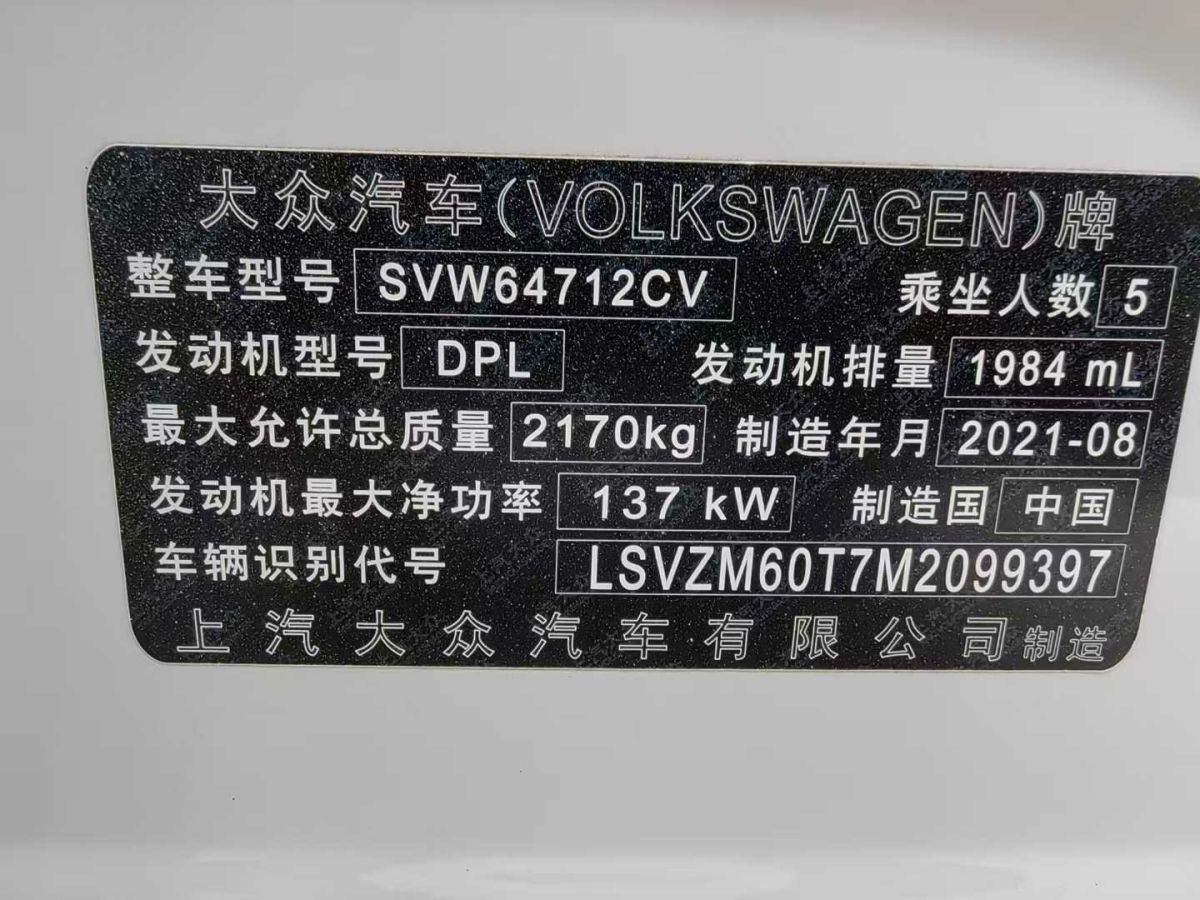 大众汽车(VOLKSWAGEN)牌
整车型号 SVW64712CV 乘坐人数 5
发动机型号 DPL 发动机排量 1984 mL
最大允许总质量 2170kg 制造年月 2021-08
发动机最大净功率 137 kW 制造国 中国
车辆识别代号 LSVZM60T7M2099397
上汽大众汽车有限公司制造